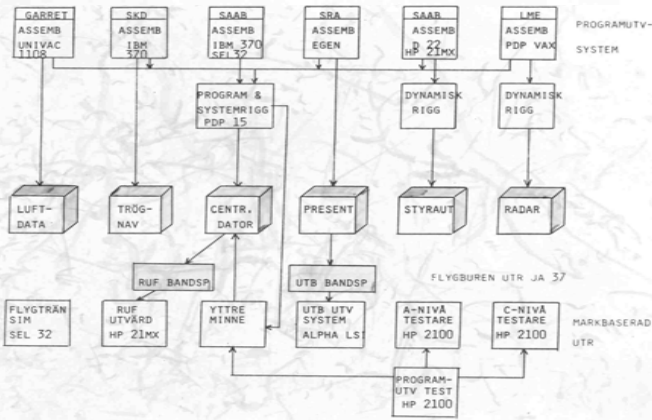 GARRET
ASSEMB
UNIVAC
1108
SKD
ASSEMB
IBM
370
SAAB
ASSEMB
IBM 370
SEL32
SRA
ASSEMB
EGEN
SAAB
ASSEMB
D 22
HP 21MX
LME
ASSEMB
PDP VAX
PROGRAMUTV-
SYSTEM
PROGRAM &
SYSTEMRIGG
PDP 15
DYNAMISK
RIGG
DYNAMISK
RIGG
LUFT-
DATA
TRÖG-
NAV
CENTR.
DATOR
PRESENT
STYRAUT
RADAR
RUF BANDSP
UTB BANDSP
FLYGBUREN UTR JA 37
FLYGTRÄN
SIM
SEL 32
RUF
UTVÄRD
HP 21MX
YTTRE
MINNE
UTB UTV
SYSTEM
ALPHA LSI
A-NIVÅ
TESTARE
HP 2100
C-NIVÅ
TESTARE
HP 2100
MARKBASERAD
UTR
PROGRAM-
UTV TEST
HP 2100